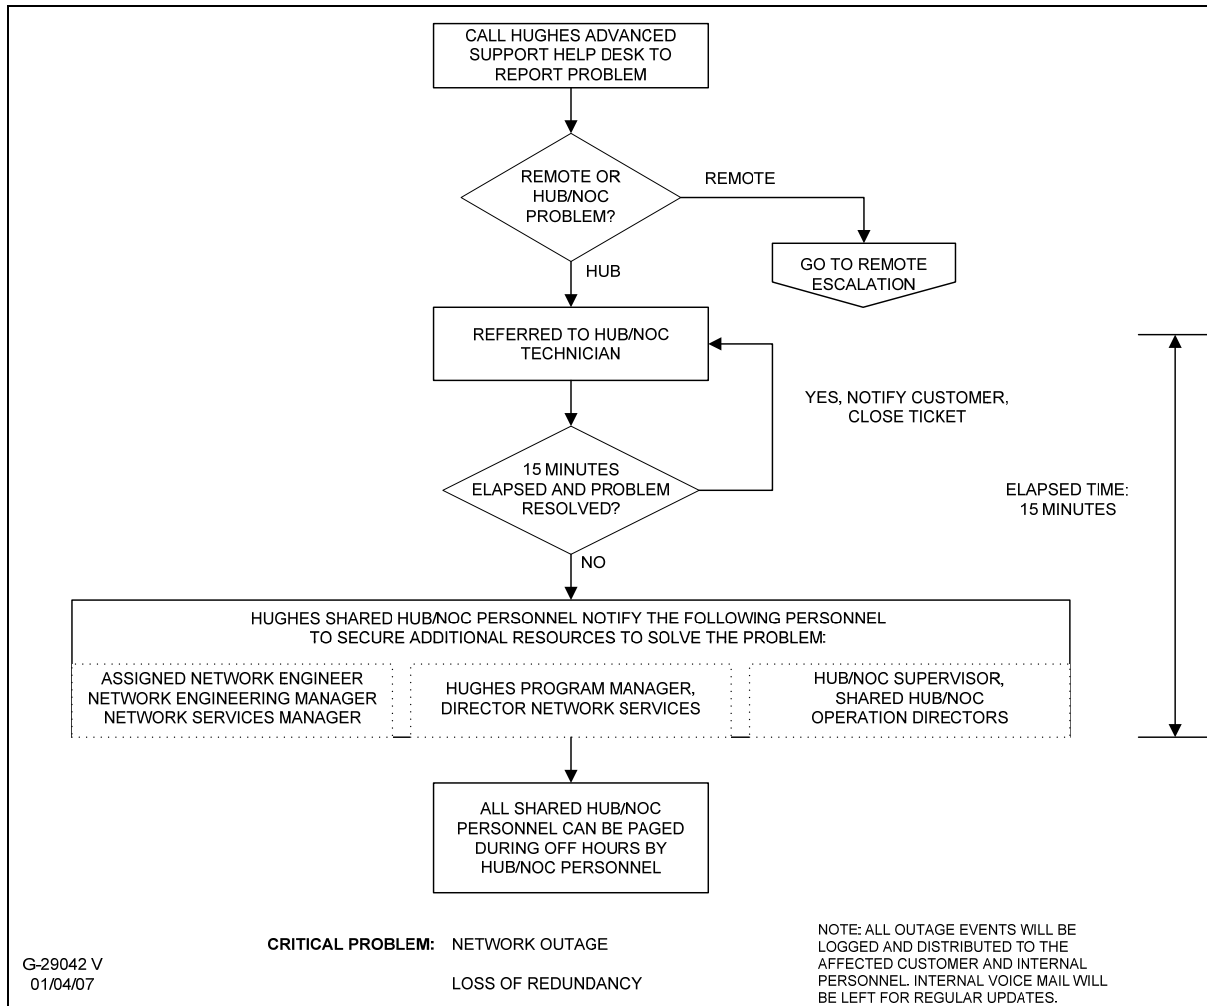 CALL HUGHES ADVANCED
SUPPORT HELP DESK TO
REPORT PROBLEM
REMOTE OR
HUB/NOC
PROBLEM?
REMOTE
GO TO REMOTE
ESCALATION
HUB
REFERRED TO HUB/NOC
TECHNICIAN
YES, NOTIFY CUSTOMER,
CLOSE TICKET
15 MINUTES
ELAPSED AND PROBLEM
RESOLVED?
ELAPSED TIME:
15 MINUTES
NO
HUGHES SHARED HUB/NOC PERSONNEL NOTIFY THE FOLLOWING PERSONNEL
TO SECURE ADDITIONAL RESOURCES TO SOLVE THE PROBLEM:
ASSIGNED NETWORK ENGINEER
NETWORK ENGINEERING MANAGER
NETWORK SERVICES MANAGER
HUGHES PROGRAM MANAGER,
DIRECTOR NETWORK SERVICES
HUB/NOC SUPERVISOR,
SHARED HUB/NOC
OPERATION DIRECTORS
ALL SHARED HUB/NOC
PERSONNEL CAN BE PAGED
DURING OFF HOURS BY
HUB/NOC PERSONNEL
CRITICAL PROBLEM: NETWORK OUTAGE
LOSS OF REDUNDANCY
NOTE: ALL OUTAGE EVENTS WILL BE
LOGGED AND DISTRIBUTED TO THE
AFFECTED CUSTOMER AND INTERNAL
PERSONNEL. INTERNAL VOICE MAIL WILL
BE LEFT FOR REGULAR UPDATES.
G-29042 V
01/04/07